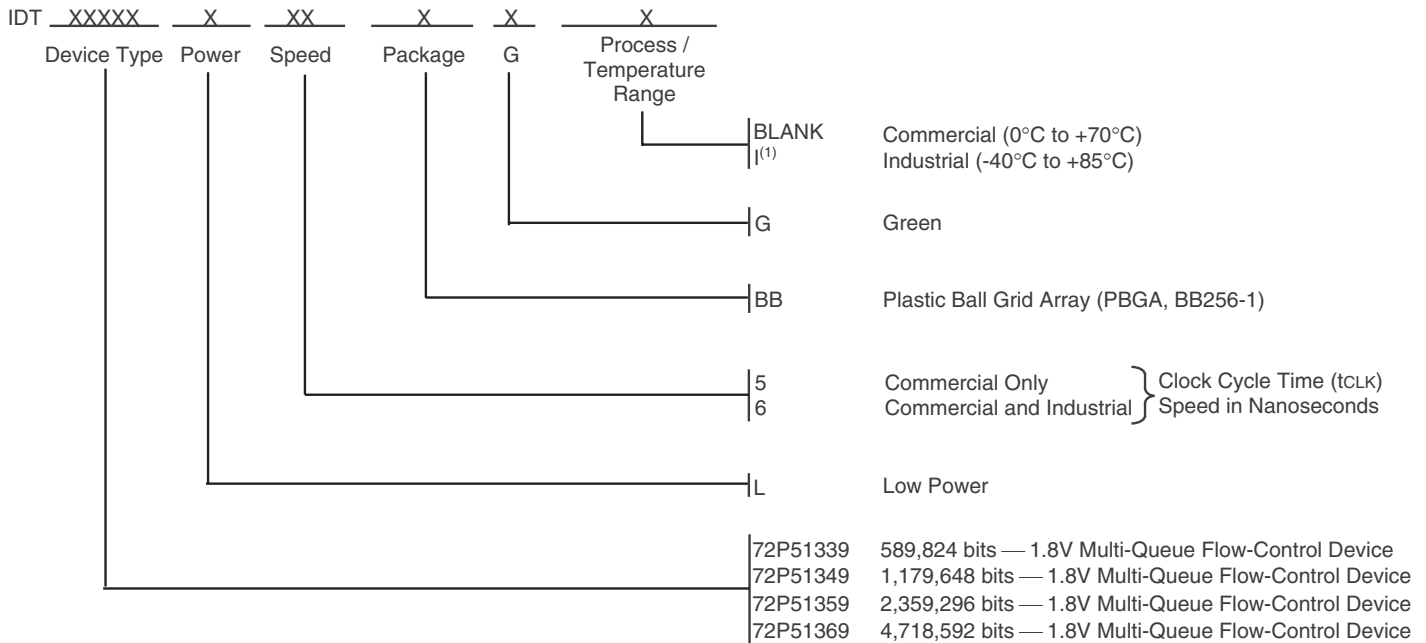 IDT XXXXX X XX X X X
Device Type Power Speed Package G Process /
Temperature
Range
BLANK Commercial (0°C to +70°C)
I(1) Industrial (-40°C to +85°C)
G Green
BB Plastic Ball Grid Array (PBGA, BB256-1)
5 Commercial Only Clock Cycle Time (tCLK)
6 Commercial and Industrial Speed in Nanoseconds
L Low Power
72P51339 589,824 bits — 1.8V Multi-Queue Flow-Control Device
72P51349 1,179,648 bits — 1.8V Multi-Queue Flow-Control Device
72P51359 2,359,296 bits — 1.8V Multi-Queue Flow-Control Device
72P51369 4,718,592 bits — 1.8V Multi-Queue Flow-Control Device